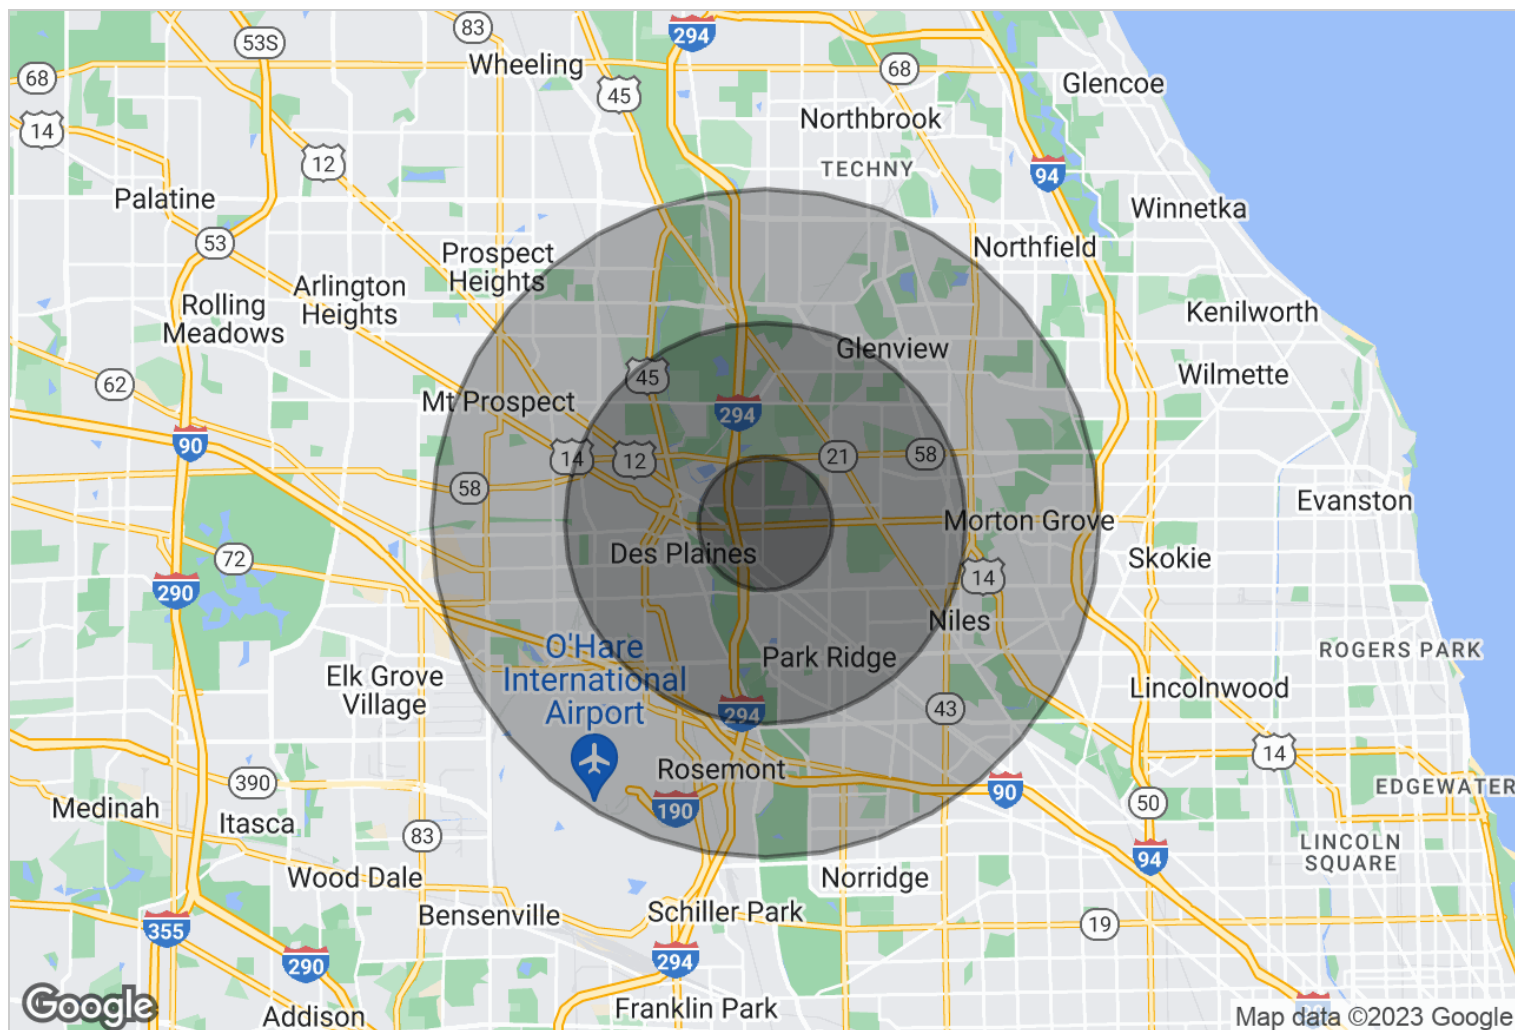 83
294
53S
68
Wheeling
68
Glencoe
45
Northbrook
14
12
TECHNY
94
Palatine
Winnetka
53
Northfield
Prospect
Heights
Arlington
Heights
Rolling
Meadows
Kenilworth
Glenview
62
45
Wilmette
Mt Prospect
294
90
14
12
21
58
58
Evanston
Morton Grove
Des Plaines
72
Skokie
14
290
Niles
O'Hare
International
Airport
Park Ridge
ROGERS PARK
Elk Grove
Village
Lincolnwood
43
294
14
Rosemont
390
90
EDGEWATER
Medinah
190
50
Itasca
83
LINCOLN
SQUARE
94
Wood Dale
Norridge
Bensenville
Schiller Park
19
355
290
294
Google
Addison
Franklin Park
Map data ©2023 Google